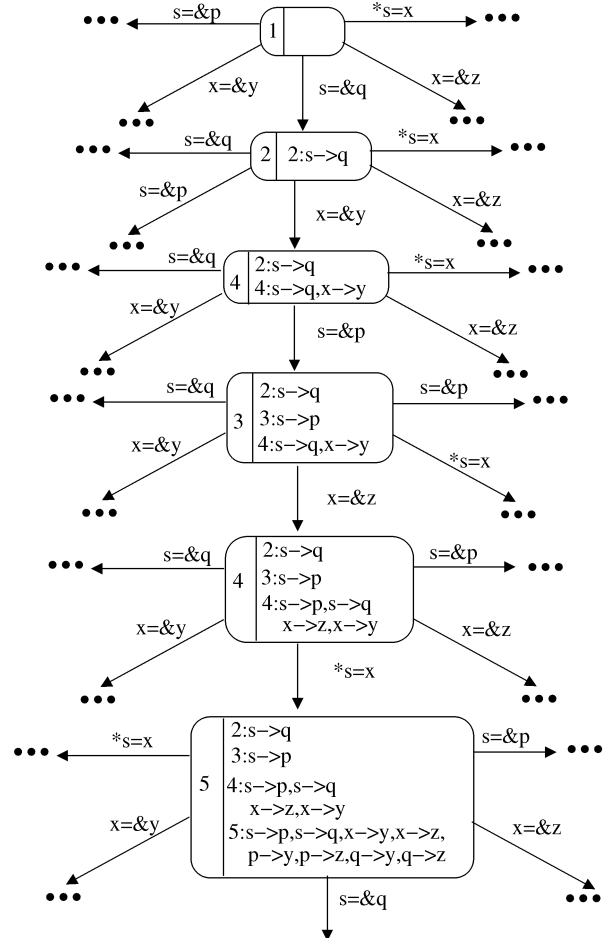 s=&p
*s=x
1
x=&y
s=&q
x=&z
s=&q
2
2:s->q
*s=x
s=&p
x=&y
x=&z
s=&q
2:s->q
*s=x
4
4:s->q,x->y
x=&y
s=&p
x=&z
s=&q
2:s->q
s=&p
3
3:s->p
x=&y
4:s->q,x->y
*s=x
x=&z
s=&q
2:s->q
s=&p
4
3:s->p
4:s->p,s->q
x=&y
x->z,x->y
x=&z
*s=x
*s=x
2:s->q
s=&p
3:s->p
5
4:s->p,s->q
x->z,x->y
x=&y
5:s->p,s->q,x->y,x->z,
x=&z
p->y,p->z,q->y,q->z
s=&q